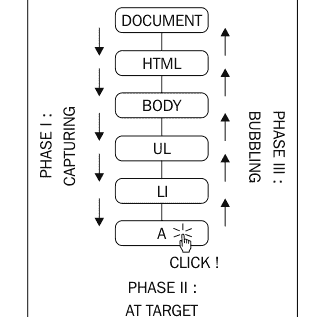 DOCUMENT
HTML
BODY
UL
LI
A
CLICK !
PHASE I :
CAPTURING
PHASE III :
BUBBLING
PHASE II :
AT TARGET